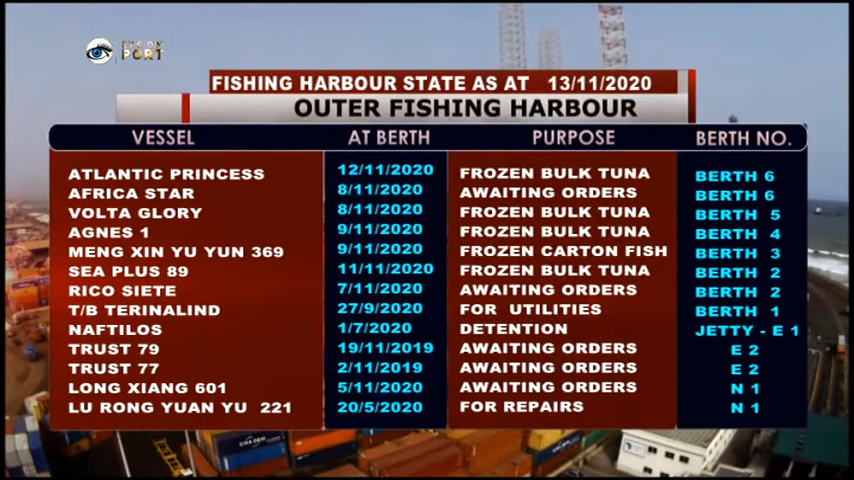 EYE ON
PORT
FISHING HARBOUR STATE AS AT 13/11/2020
OUTER FISHING HARBOUR
VESSEL AT BERTH PURPOSE BERTH NO.
ATLANTIC PRINCESS 12/11/2020 FROZEN BULK TUNA BERTH 6
AFRICA STAR 8/11/2020 AWAITING ORDERS BERTH 6
VOLTA GLORY 8/11/2020 FROZEN BULK TUNA BERTH 5
AGNES 1 9/11/2020 FROZEN BULK TUNA BERTH 4
MENG XIN YU YUN 369 9/11/2020 FROZEN CARTON FISH BERTH 3
SEA PLUS 89 11/11/2020 FROZEN BULK TUNA BERTH 2
RICO SIETE 7/11/2020 AWAITING ORDERS BERTH 2
T/B TERINALIND 27/9/2020 FOR UTILITIES BERTH 1
NAFTILOS 1/7/2020 DETENTION JETTY - E 1
TRUST 79 19/11/2019 AWAITING ORDERS E 2
TRUST 77 2/11/2019 AWAITING ORDERS E 2
LONG XIANG 601 5/11/2020 AWAITING ORDERS N 1
LU RONG YUAN YU 221 20/5/2020 FOR REPAIRS N 1